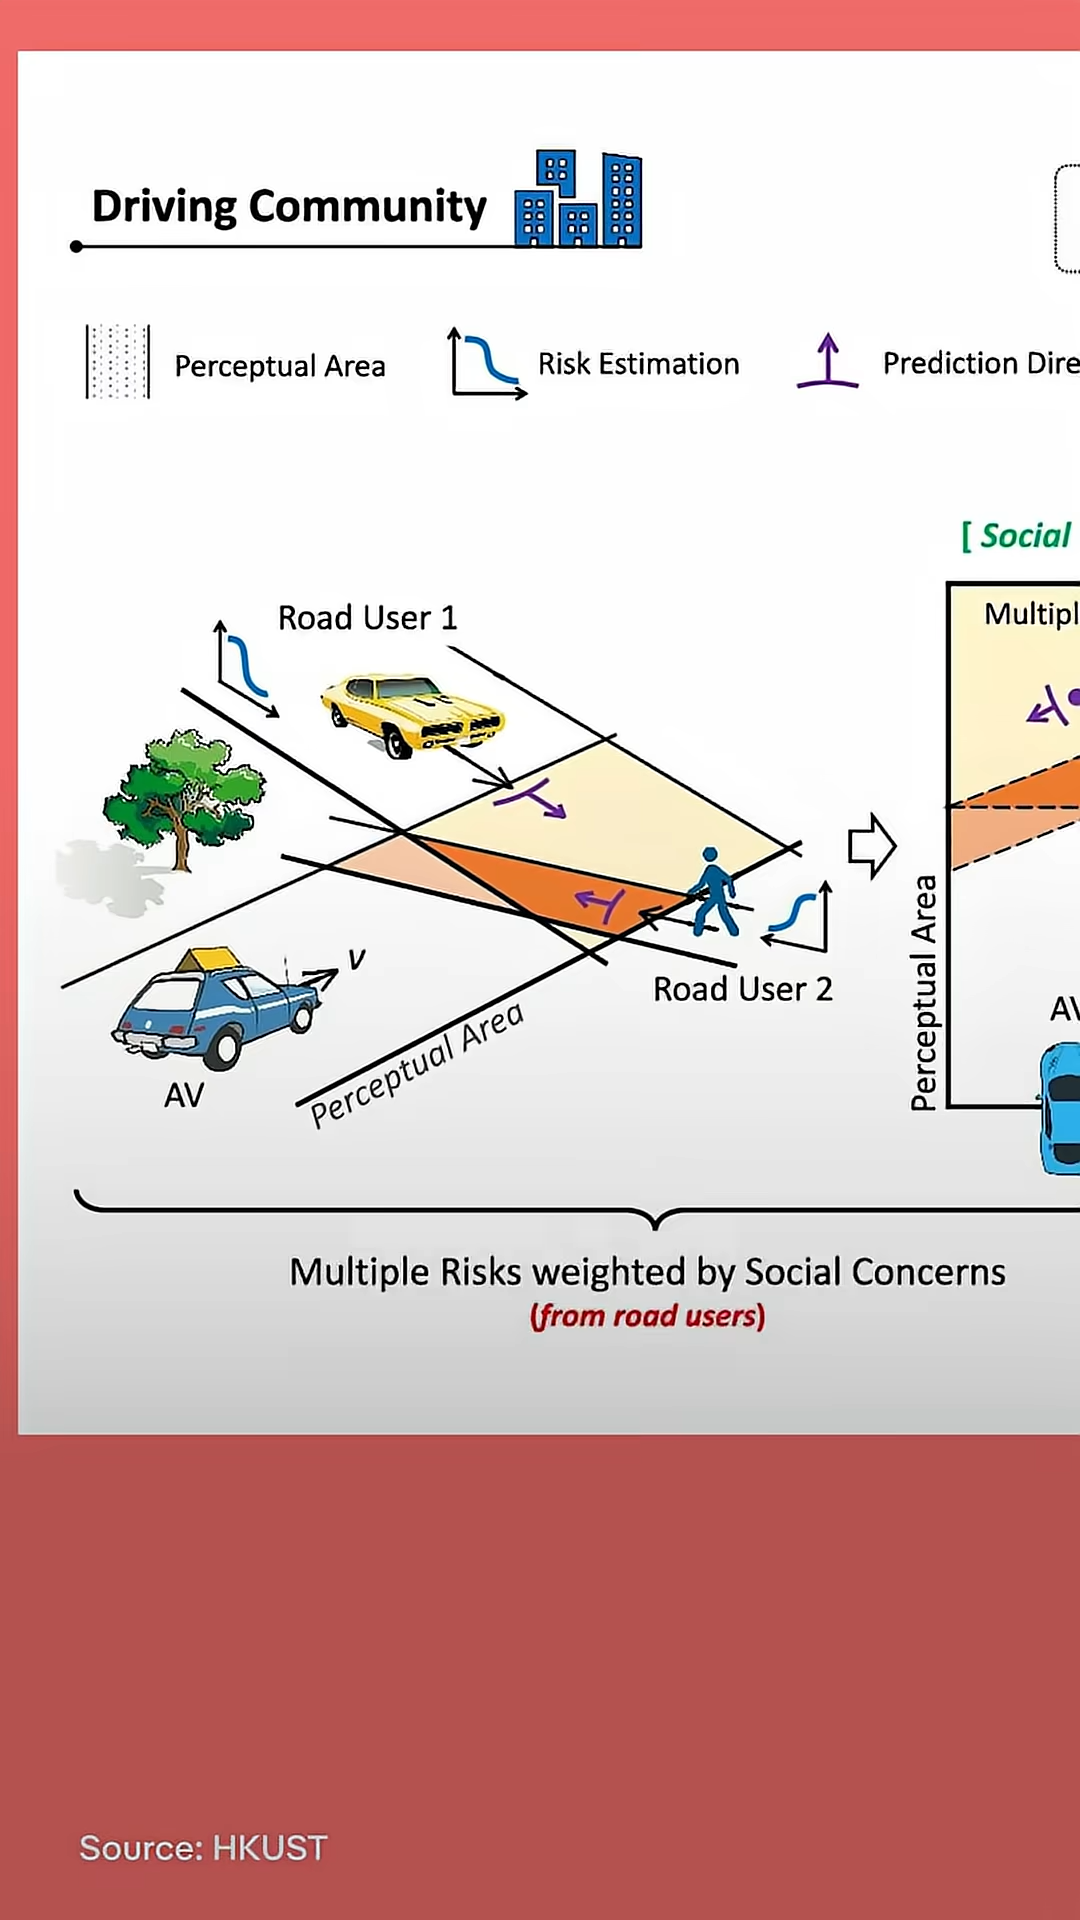 Driving Community
Perceptual Area
Risk Estimation
Prediction Dire
[ Social
Road User 1
Multipl
Perceptual Area
v
Road User 2
AV
Perceptual Area
AV
Multiple Risks weighted by Social Concerns
(from road users)
Source: HKUST